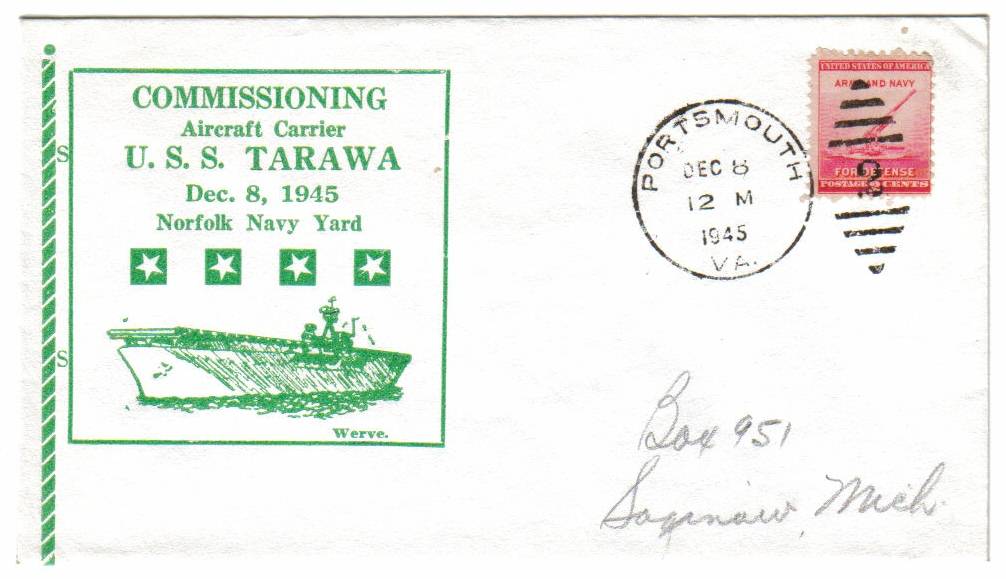 COMMISSIONING
Aircraft Carrier
U. S. S. TARAWA
Dec. 8, 1945
Norfolk Navy Yard
S
S
Werve.
PORTSMOUTH
DEC 8
12 M
1945
VA.
UNITED STATES OF AMERICA
ARMY AND NAVY
FOR DEFENSE
POSTAGE 2 CENTS
Box 951
Saginaw, Mich.